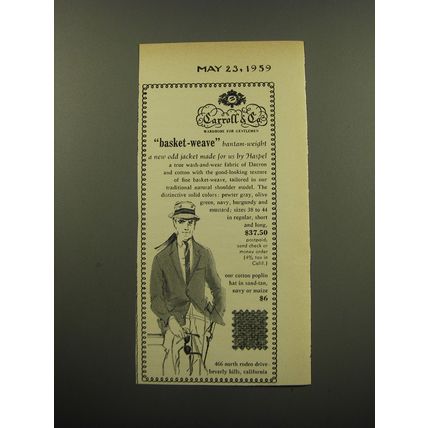 MAY 23, 1959
Carroll & Co
WARDROBE FOR GENTLEMEN
"basket-weave" bantam-weight
a new odd jacket made for us by Haspel
a true wash-and-wear fabric of Dacron
and cotton with the good-looking texture
of fine basket-weave, tailored in our
traditional natural shoulder model. The
distinctive solid colors: pewter gray, olive
green, navy, burgundy and
mustard; sizes 38 to 44
in regular, short
and long.
$37.50
postpaid,
send check or
money order
(4% tax in
Calif.)
our cotton poplin
hat in sand-tan,
navy or maize
$6
466 north rodeo drive
beverly hills, california